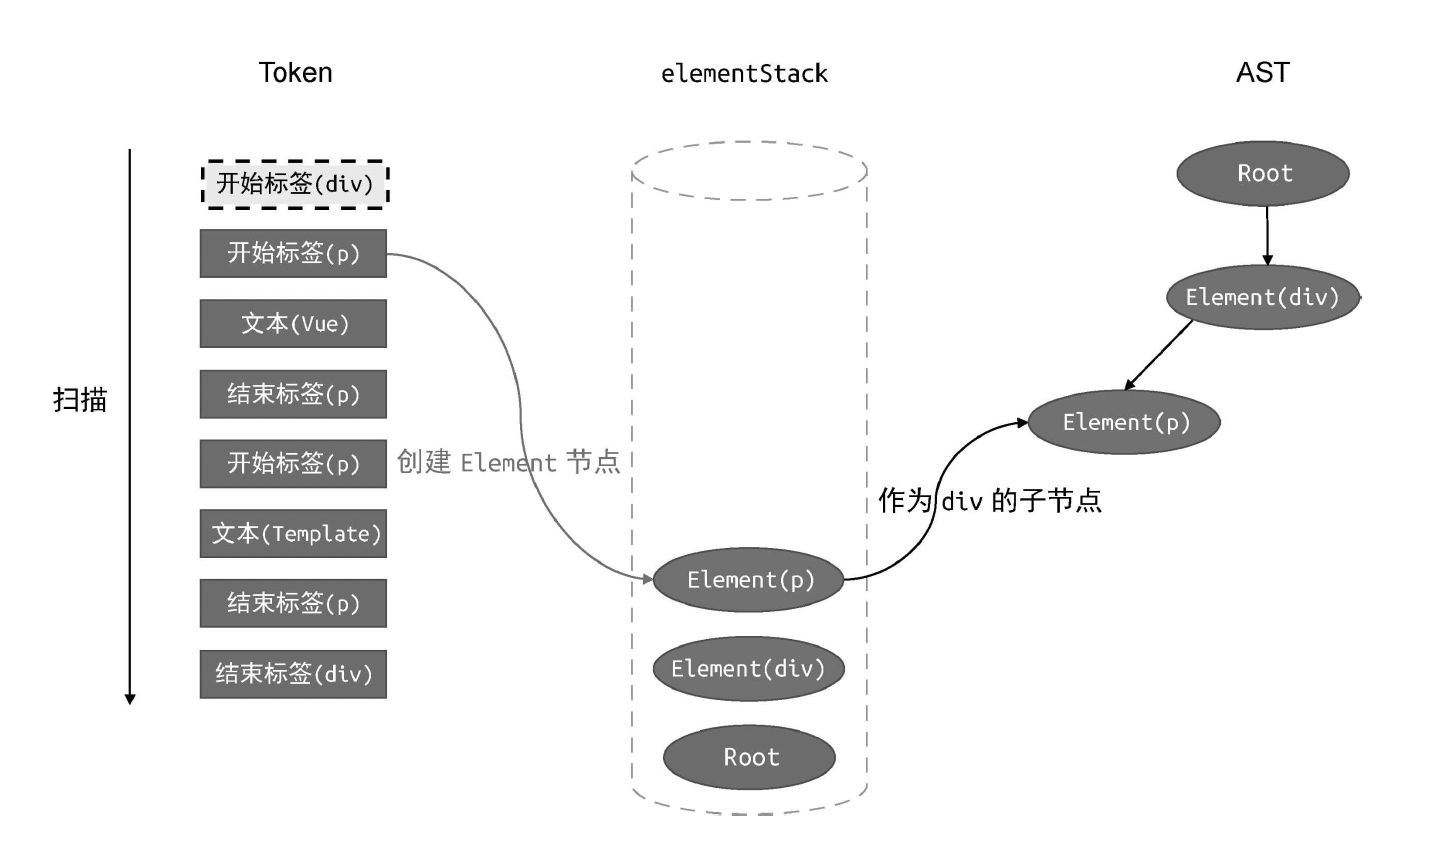 Token
elementStack
AST
扫描
开始标签(div)
开始标签(p)
文本(Vue)
结束标签(p)
开始标签(p)
文本(Template)
结束标签(p)
结束标签(div)
创建 Element 节点
Element(p)
Element(div)
Root
作为 div 的子节点
Root
Element(div)
Element(p)